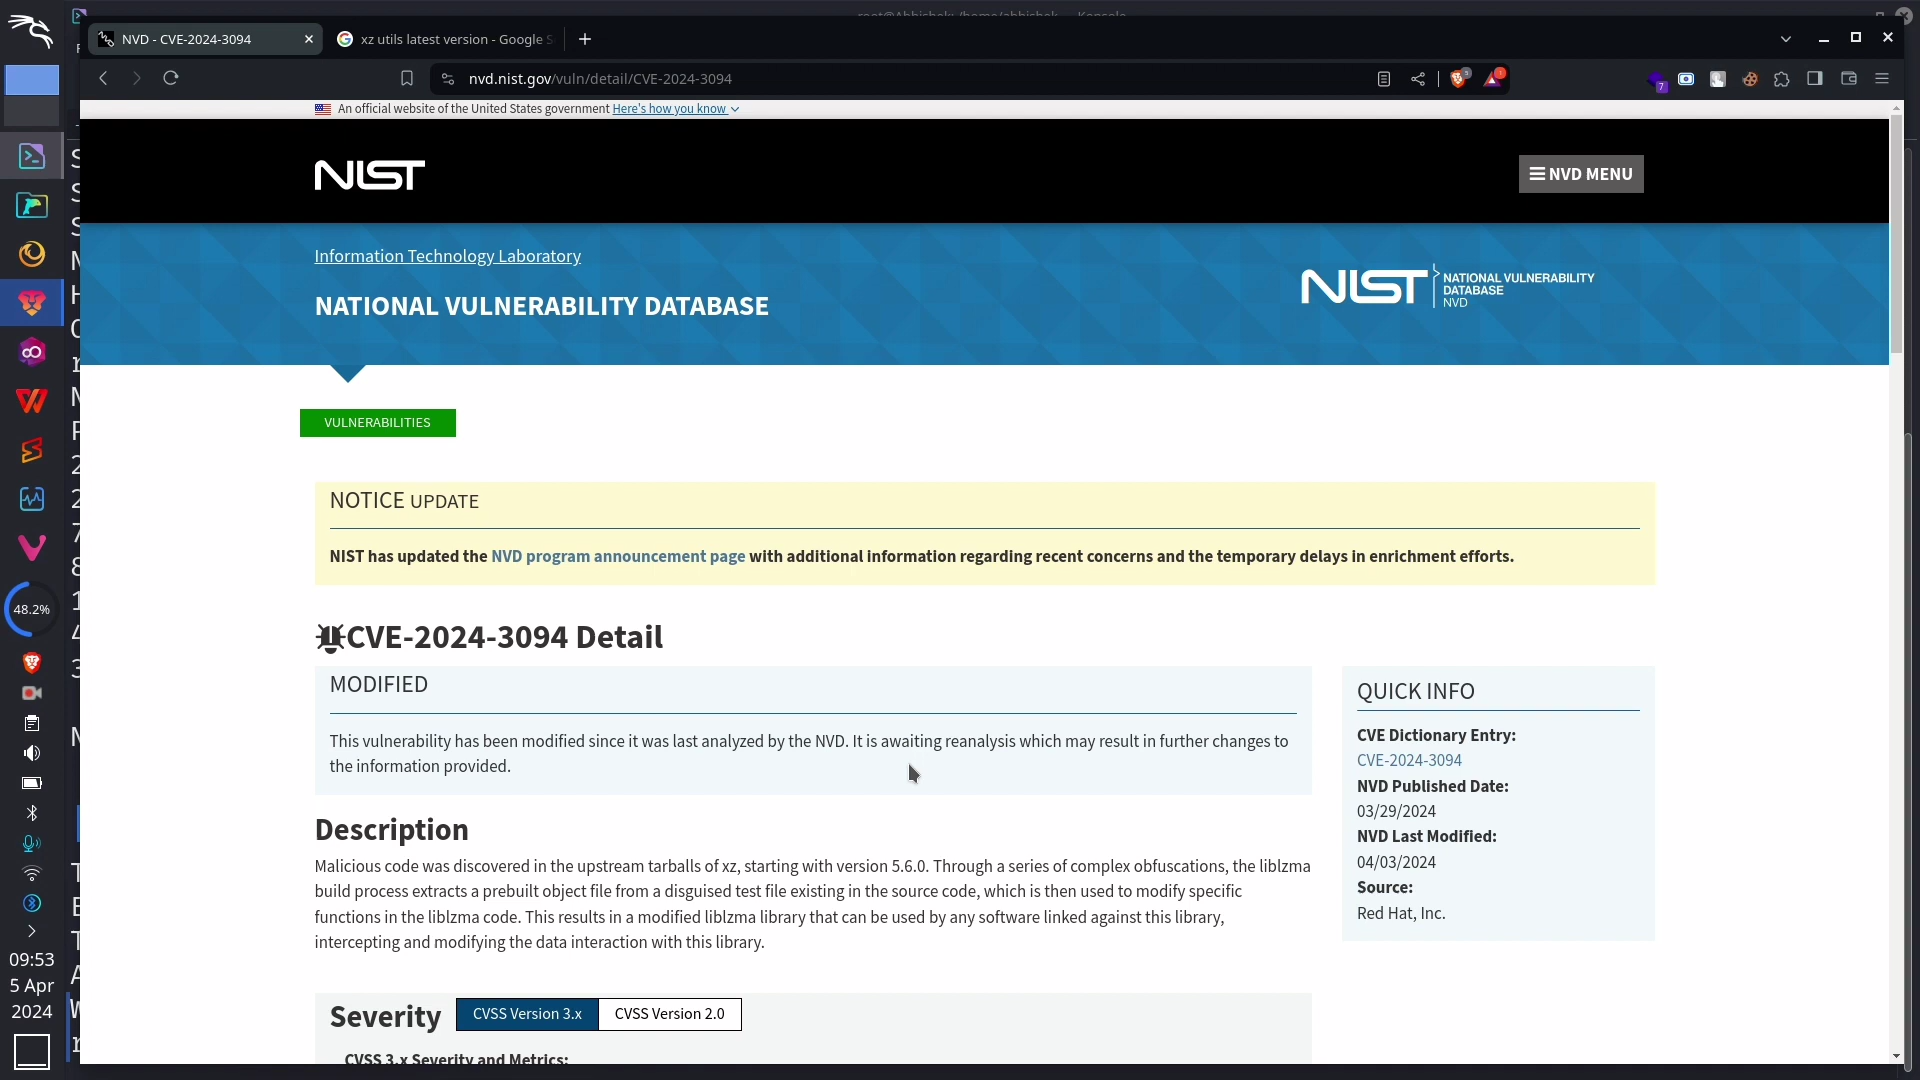 root@Abhishek: /home/abhishek — Konsole
NVD - CVE-2024-3094
xz utils latest version - Google S
nvd.nist.gov/vuln/detail/CVE-2024-3094
An official website of the United States government Here's how you know
NIST
NVD MENU
Information Technology Laboratory
NATIONAL VULNERABILITY DATABASE
NIST
NATIONAL VULNERABILITY
DATABASE
NVD
VULNERABILITIES
NOTICE UPDATE
NIST has updated the NVD program announcement page with additional information regarding recent concerns and the temporary delays in enrichment efforts.
CVE-2024-3094 Detail
MODIFIED
This vulnerability has been modified since it was last analyzed by the NVD. It is awaiting reanalysis which may result in further changes to
the information provided.
QUICK INFO
CVE Dictionary Entry:
CVE-2024-3094
NVD Published Date:
03/29/2024
NVD Last Modified:
04/03/2024
Source:
Red Hat, Inc.
Description
Malicious code was discovered in the upstream tarballs of xz, starting with version 5.6.0. Through a series of complex obfuscations, the liblzma
build process extracts a prebuilt object file from a disguised test file existing in the source code, which is then used to modify specific
functions in the liblzma code. This results in a modified liblzma library that can be used by any software linked against this library,
intercepting and modifying the data interaction with this library.
Severity
CVSS Version 3.x
CVSS Version 2.0
CVSS 3.x Severity and Metrics:
48.2%
09:53
5 Apr
2024
7